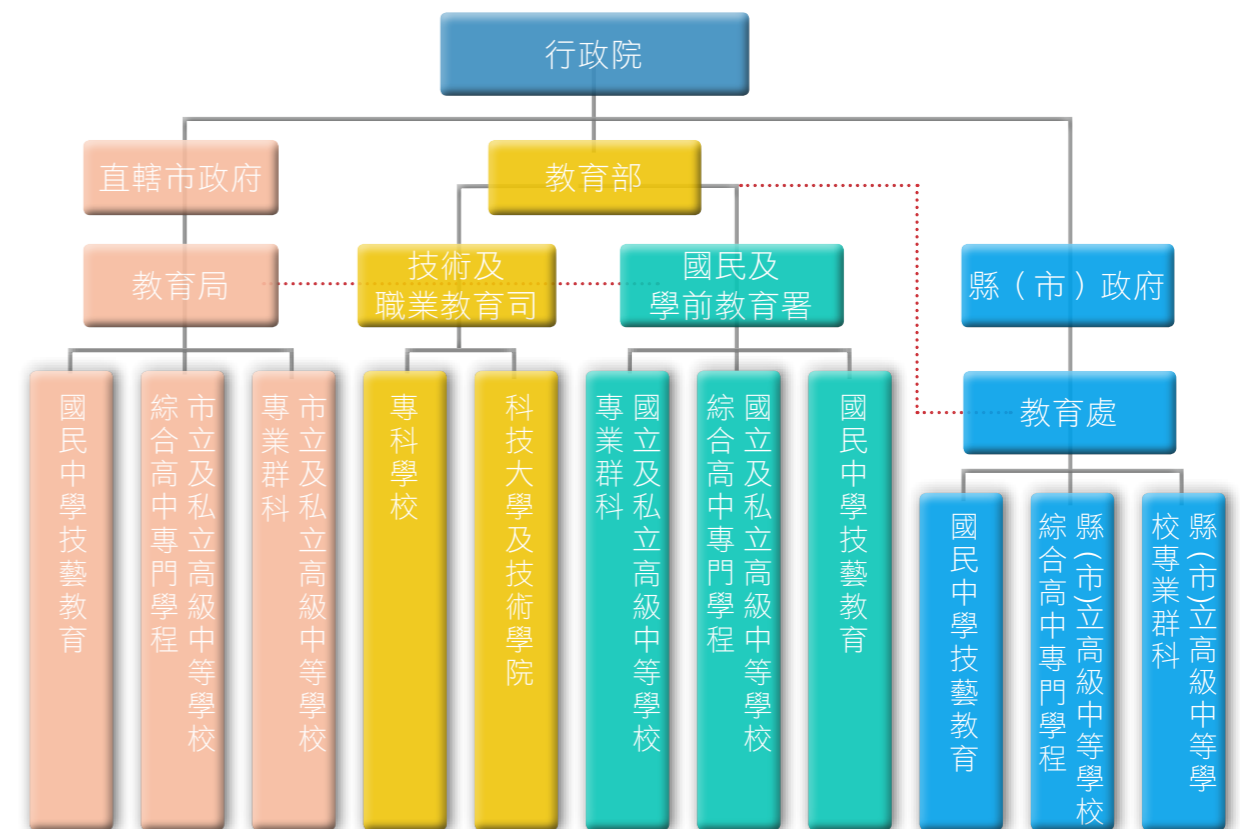 行政院
直轄市政府
教育部
教育局
技術及
職業教育司
國民及
學前教育署
縣（市）政府
教育處
國民中學技藝教育
市立及私立高級中等學校
綜合高中專門學程
市立及私立高級中等學校
專業群科
專科學校
科技大學及技術學院
國立及私立高級中等學校
專業群科
國立及私立高級中等學校
綜合高中專門學程
國民中學技藝教育
國民中學技藝教育
縣(市)立高級中等學校
綜合高中專門學程
縣(市)立高級中等學
校專業群科